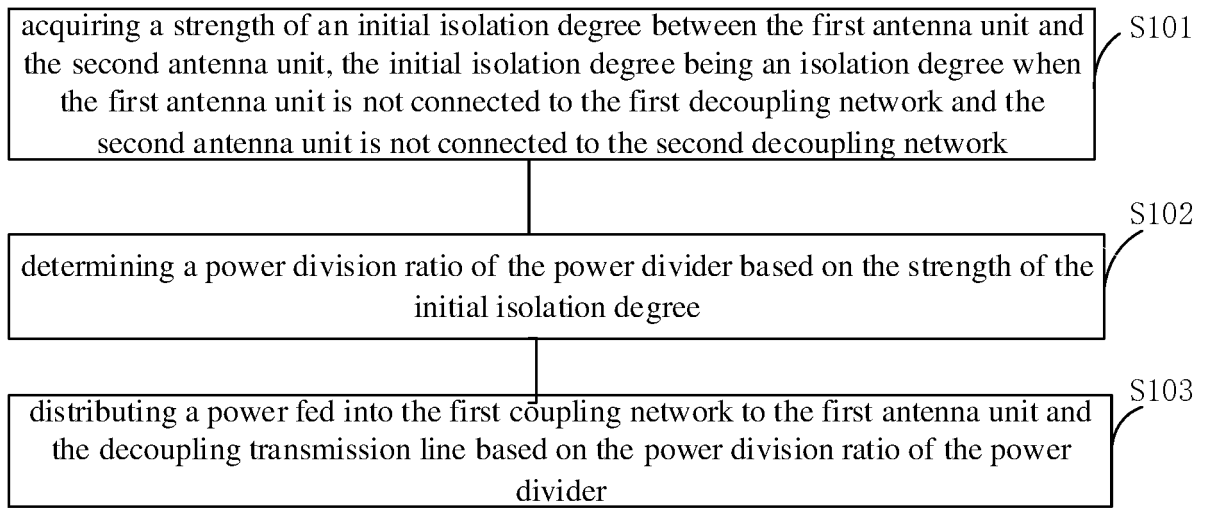 acquiring a strength of an initial isolation degree between the first antenna unit and
the second antenna unit, the initial isolation degree being an isolation degree when
the first antenna unit is not connected to the first decoupling network and the
second antenna unit is not connected to the second decoupling network
S101
determining a power division ratio of the power divider based on the strength of the
initial isolation degree
S102
distributing a power fed into the first coupling network to the first antenna unit and
the decoupling transmission line based on the power division ratio of the power
divider
S103